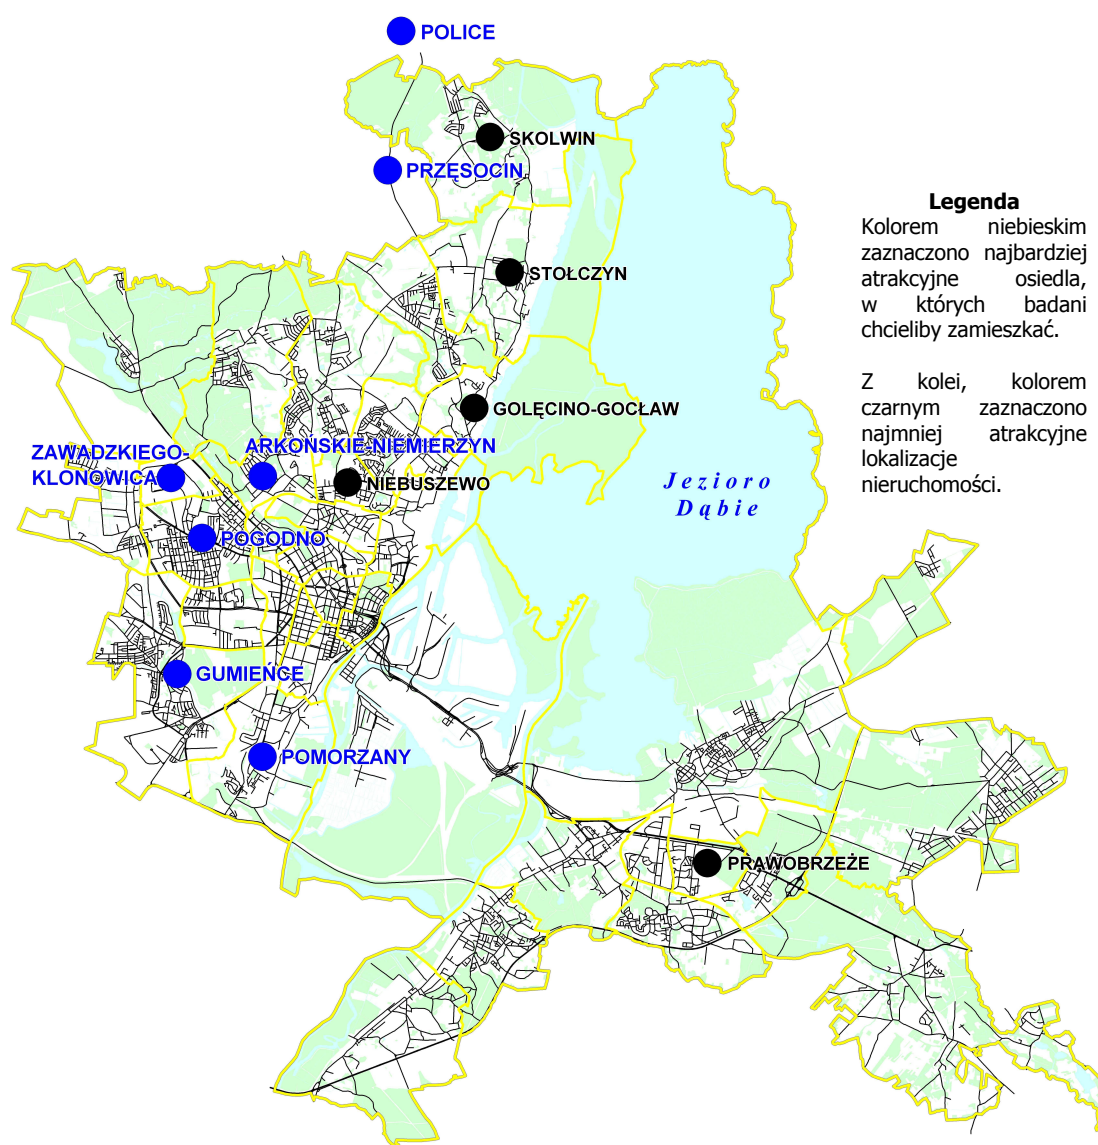 POLICE
SKOLWIN
PRZĘSOCIN
Legenda
Kolorem niebieskim
zaznaczono najbardziej
atrakcyjne osiedla,
w których badani
chcieliby zamieszkać.
Z kolei, kolorem
czarnym zaznaczono
najmniej atrakcyjne
lokalizacje
nieruchomości.
STOŁCZYN
GOLĘCINO-GOCŁAW
ZAWADZKIEGO-
KLONOWICA
ARKOŃSKIE-NIEMIERZYN
NIEBUSZEWO
Jezioro
Dąbie
POGODNO
GUMIEŃCE
POMORZANY
PRAWOBRZEŻE